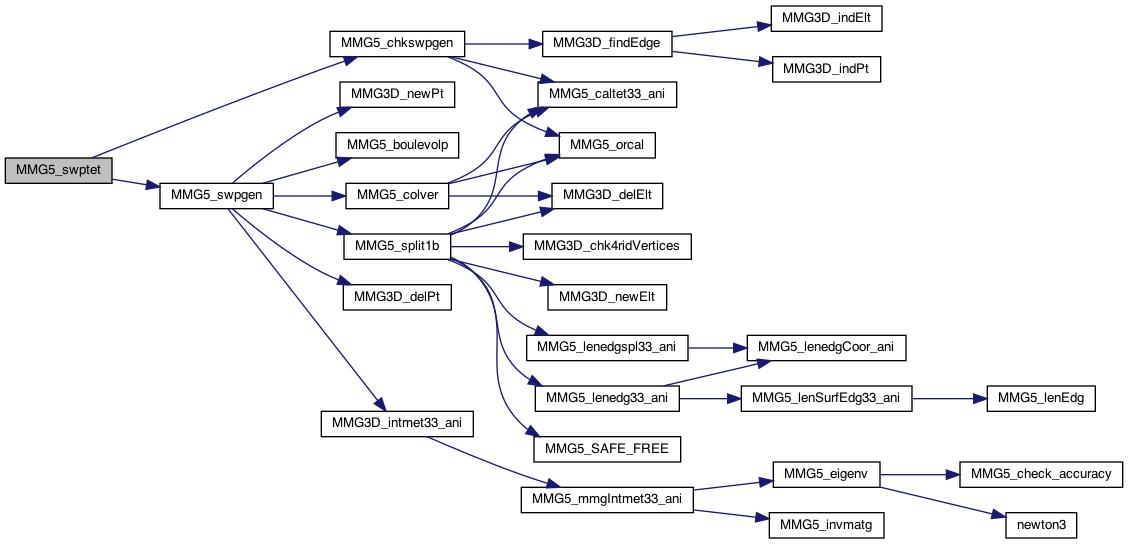 MMG5_swptet
MMG5_chkswpgen
MMG3D_findEdge
MMG3D_indElt
MMG3D_indPt
MMG5_caltet33_ani
MMG5_orcal
MMG5_swpgen
MMG3D_newPt
MMG5_boulevolp
MMG5_colver
MMG3D_delElt
MMG5_split1b
MMG3D_chk4ridVertices
MMG3D_newElt
MMG5_lenedgspl33_ani
MMG5_lenedgCoor_ani
MMG5_lenedg33_ani
MMG5_lenSurfEdg33_ani
MMG5_lenEdg
MMG5_SAFE_FREE
MMG3D_delPt
MMG3D_intmet33_ani
MMG5_mmgIntmet33_ani
MMG5_eigenv
MMG5_check_accuracy
newton3
MMG5_invmatg